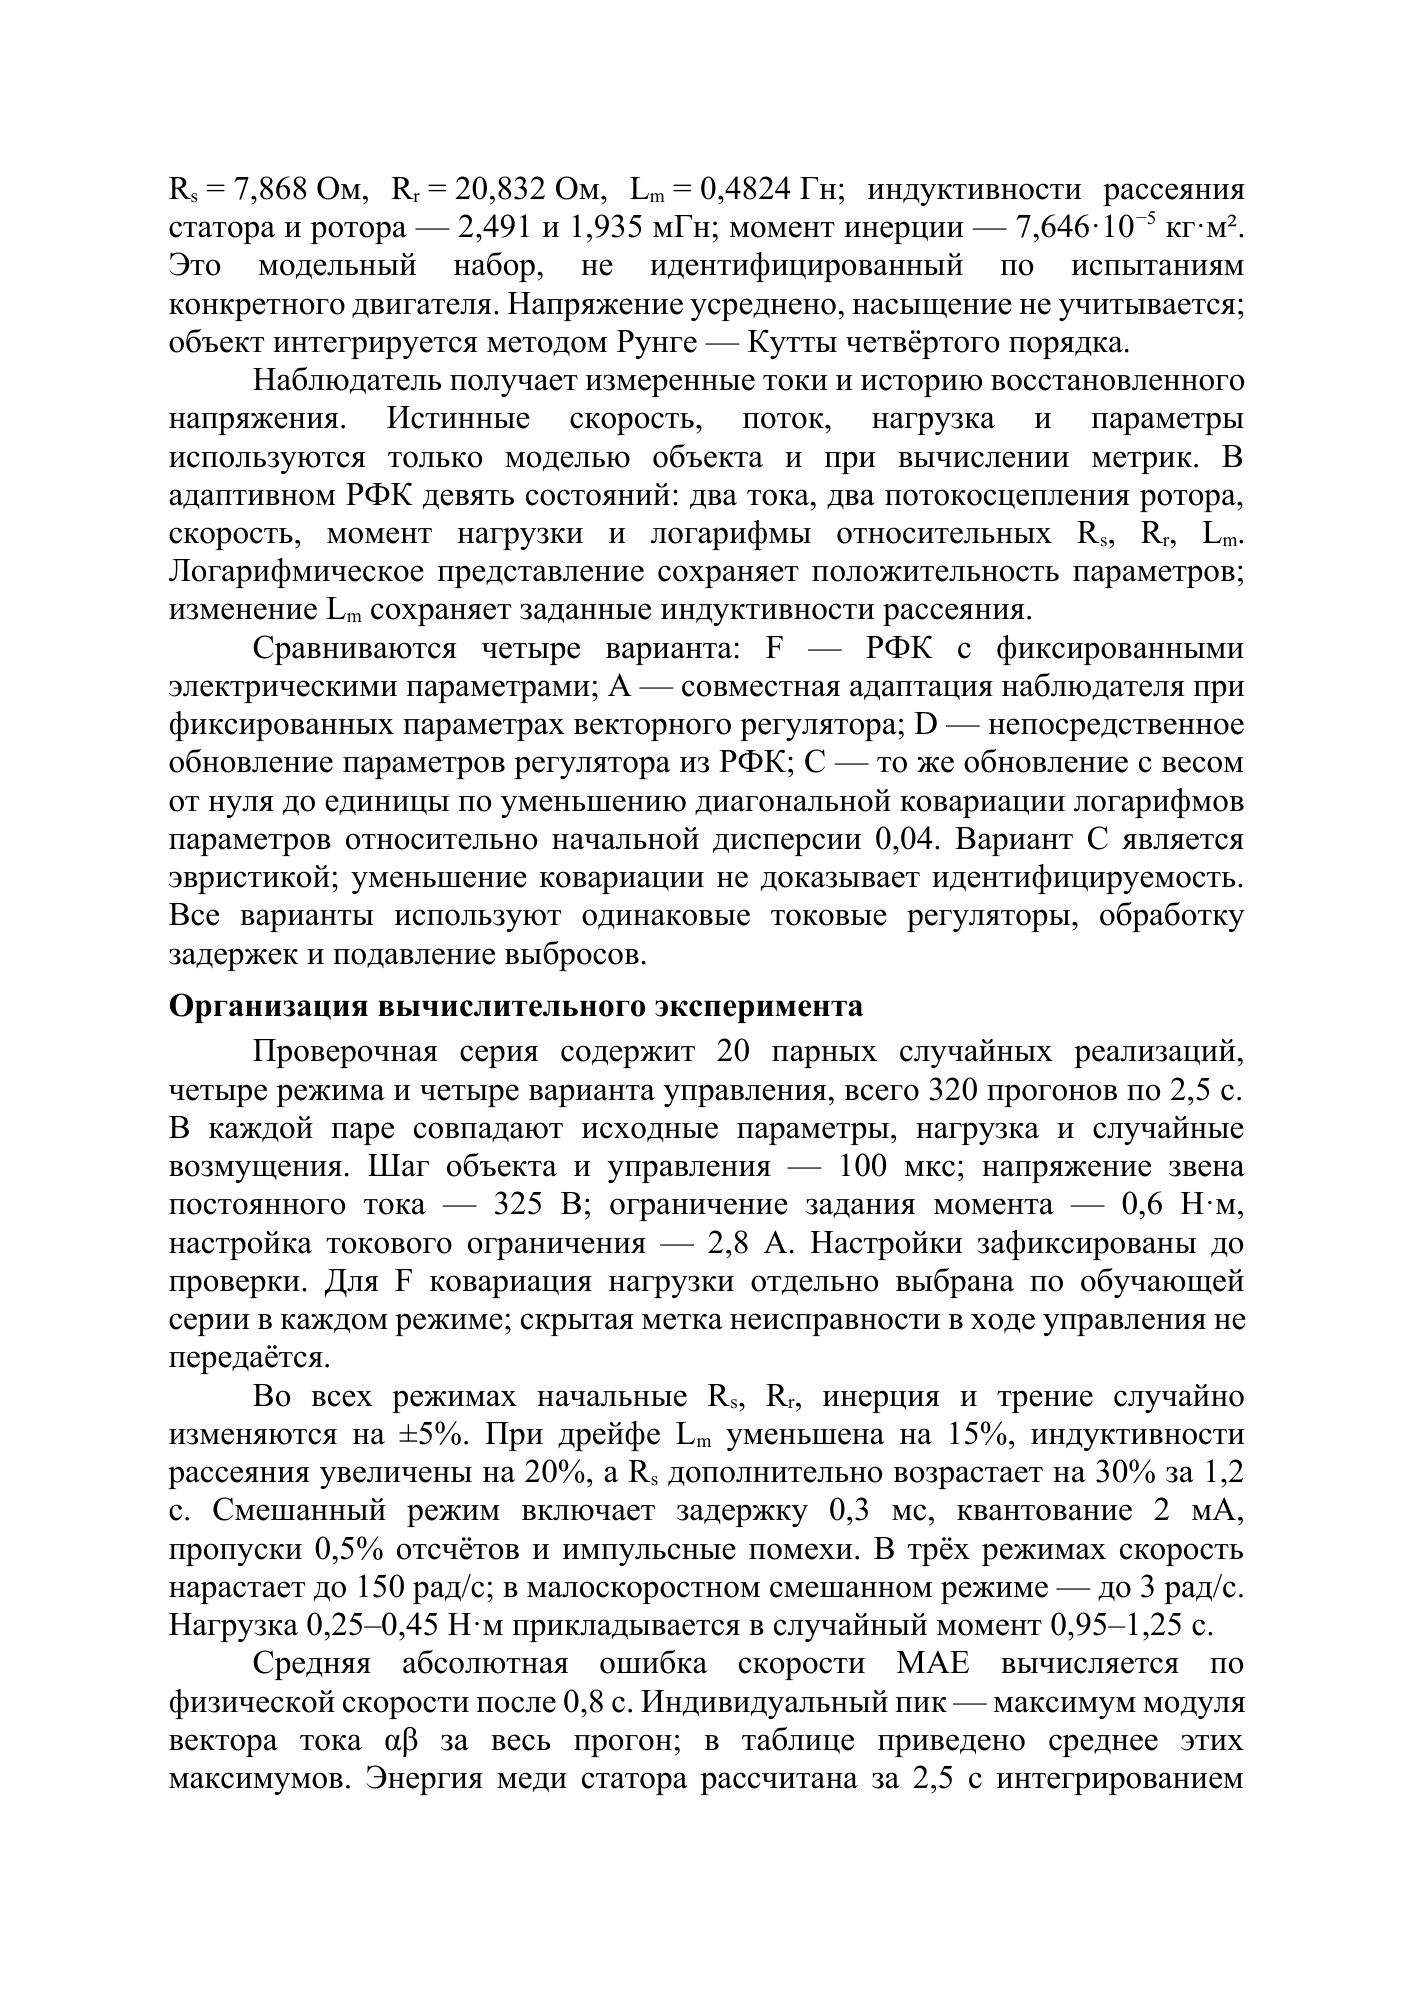 Rₛ = 7,868 Ом, Rᵣ = 20,832 Ом, Lₘ = 0,4824 Гн; индуктивности рассеяния
статора и ротора — 2,491 и 1,935 мГн; момент инерции — 7,646·10⁻⁵ кг·м².
Это модельный набор, не идентифицированный по испытаниям
конкретного двигателя. Напряжение усреднено, насыщение не учитывается;
объект интегрируется методом Рунге — Кутты четвёртого порядка.
Наблюдатель получает измеренные токи и историю восстановленного
напряжения. Истинные скорость, поток, нагрузка и параметры
используются только моделью объекта и при вычислении метрик. В
адаптивном РФК девять состояний: два тока, два потокосцепления ротора,
скорость, момент нагрузки и логарифмы относительных Rₛ, Rᵣ, Lₘ.
Логарифмическое представление сохраняет положительность параметров;
изменение Lₘ сохраняет заданные индуктивности рассеяния.
Сравниваются четыре варианта: F — РФК с фиксированными
электрическими параметрами; A — совместная адаптация наблюдателя при
фиксированных параметрах векторного регулятора; D — непосредственное
обновление параметров регулятора из РФК; C — то же обновление с весом
от нуля до единицы по уменьшению диагональной ковариации логарифмов
параметров относительно начальной дисперсии 0,04. Вариант C является
эвристикой; уменьшение ковариации не доказывает идентифицируемость.
Все варианты используют одинаковые токовые регуляторы, обработку
задержек и подавление выбросов.
Организация вычислительного эксперимента
Проверочная серия содержит 20 парных случайных реализаций,
четыре режима и четыре варианта управления, всего 320 прогонов по 2,5 с.
В каждой паре совпадают исходные параметры, нагрузка и случайные
возмущения. Шаг объекта и управления — 100 мкс; напряжение звена
постоянного тока — 325 В; ограничение задания момента — 0,6 Н·м,
настройка токового ограничения — 2,8 А. Настройки зафиксированы до
проверки. Для F ковариация нагрузки отдельно выбрана по обучающей
серии в каждом режиме; скрытая метка неисправности в ходе управления не
передаётся.
Во всех режимах начальные Rₛ, Rᵣ, инерция и трение случайно
изменяются на ±5%. При дрейфе Lₘ уменьшена на 15%, индуктивности
рассеяния увеличены на 20%, а Rₛ дополнительно возрастает на 30% за 1,2
с. Смешанный режим включает задержку 0,3 мс, квантование 2 мА,
пропуски 0,5% отсчётов и импульсные помехи. В трёх режимах скорость
нарастает до 150 рад/с; в малоскоростном смешанном режиме — до 3 рад/с.
Нагрузка 0,25–0,45 Н·м прикладывается в случайный момент 0,95–1,25 с.
Средняя абсолютная ошибка скорости MAE вычисляется по
физической скорости после 0,8 с. Индивидуальный пик — максимум модуля
вектора тока αβ за весь прогон; в таблице приведено среднее этих
максимумов. Энергия меди статора рассчитана за 2,5 с интегрированием